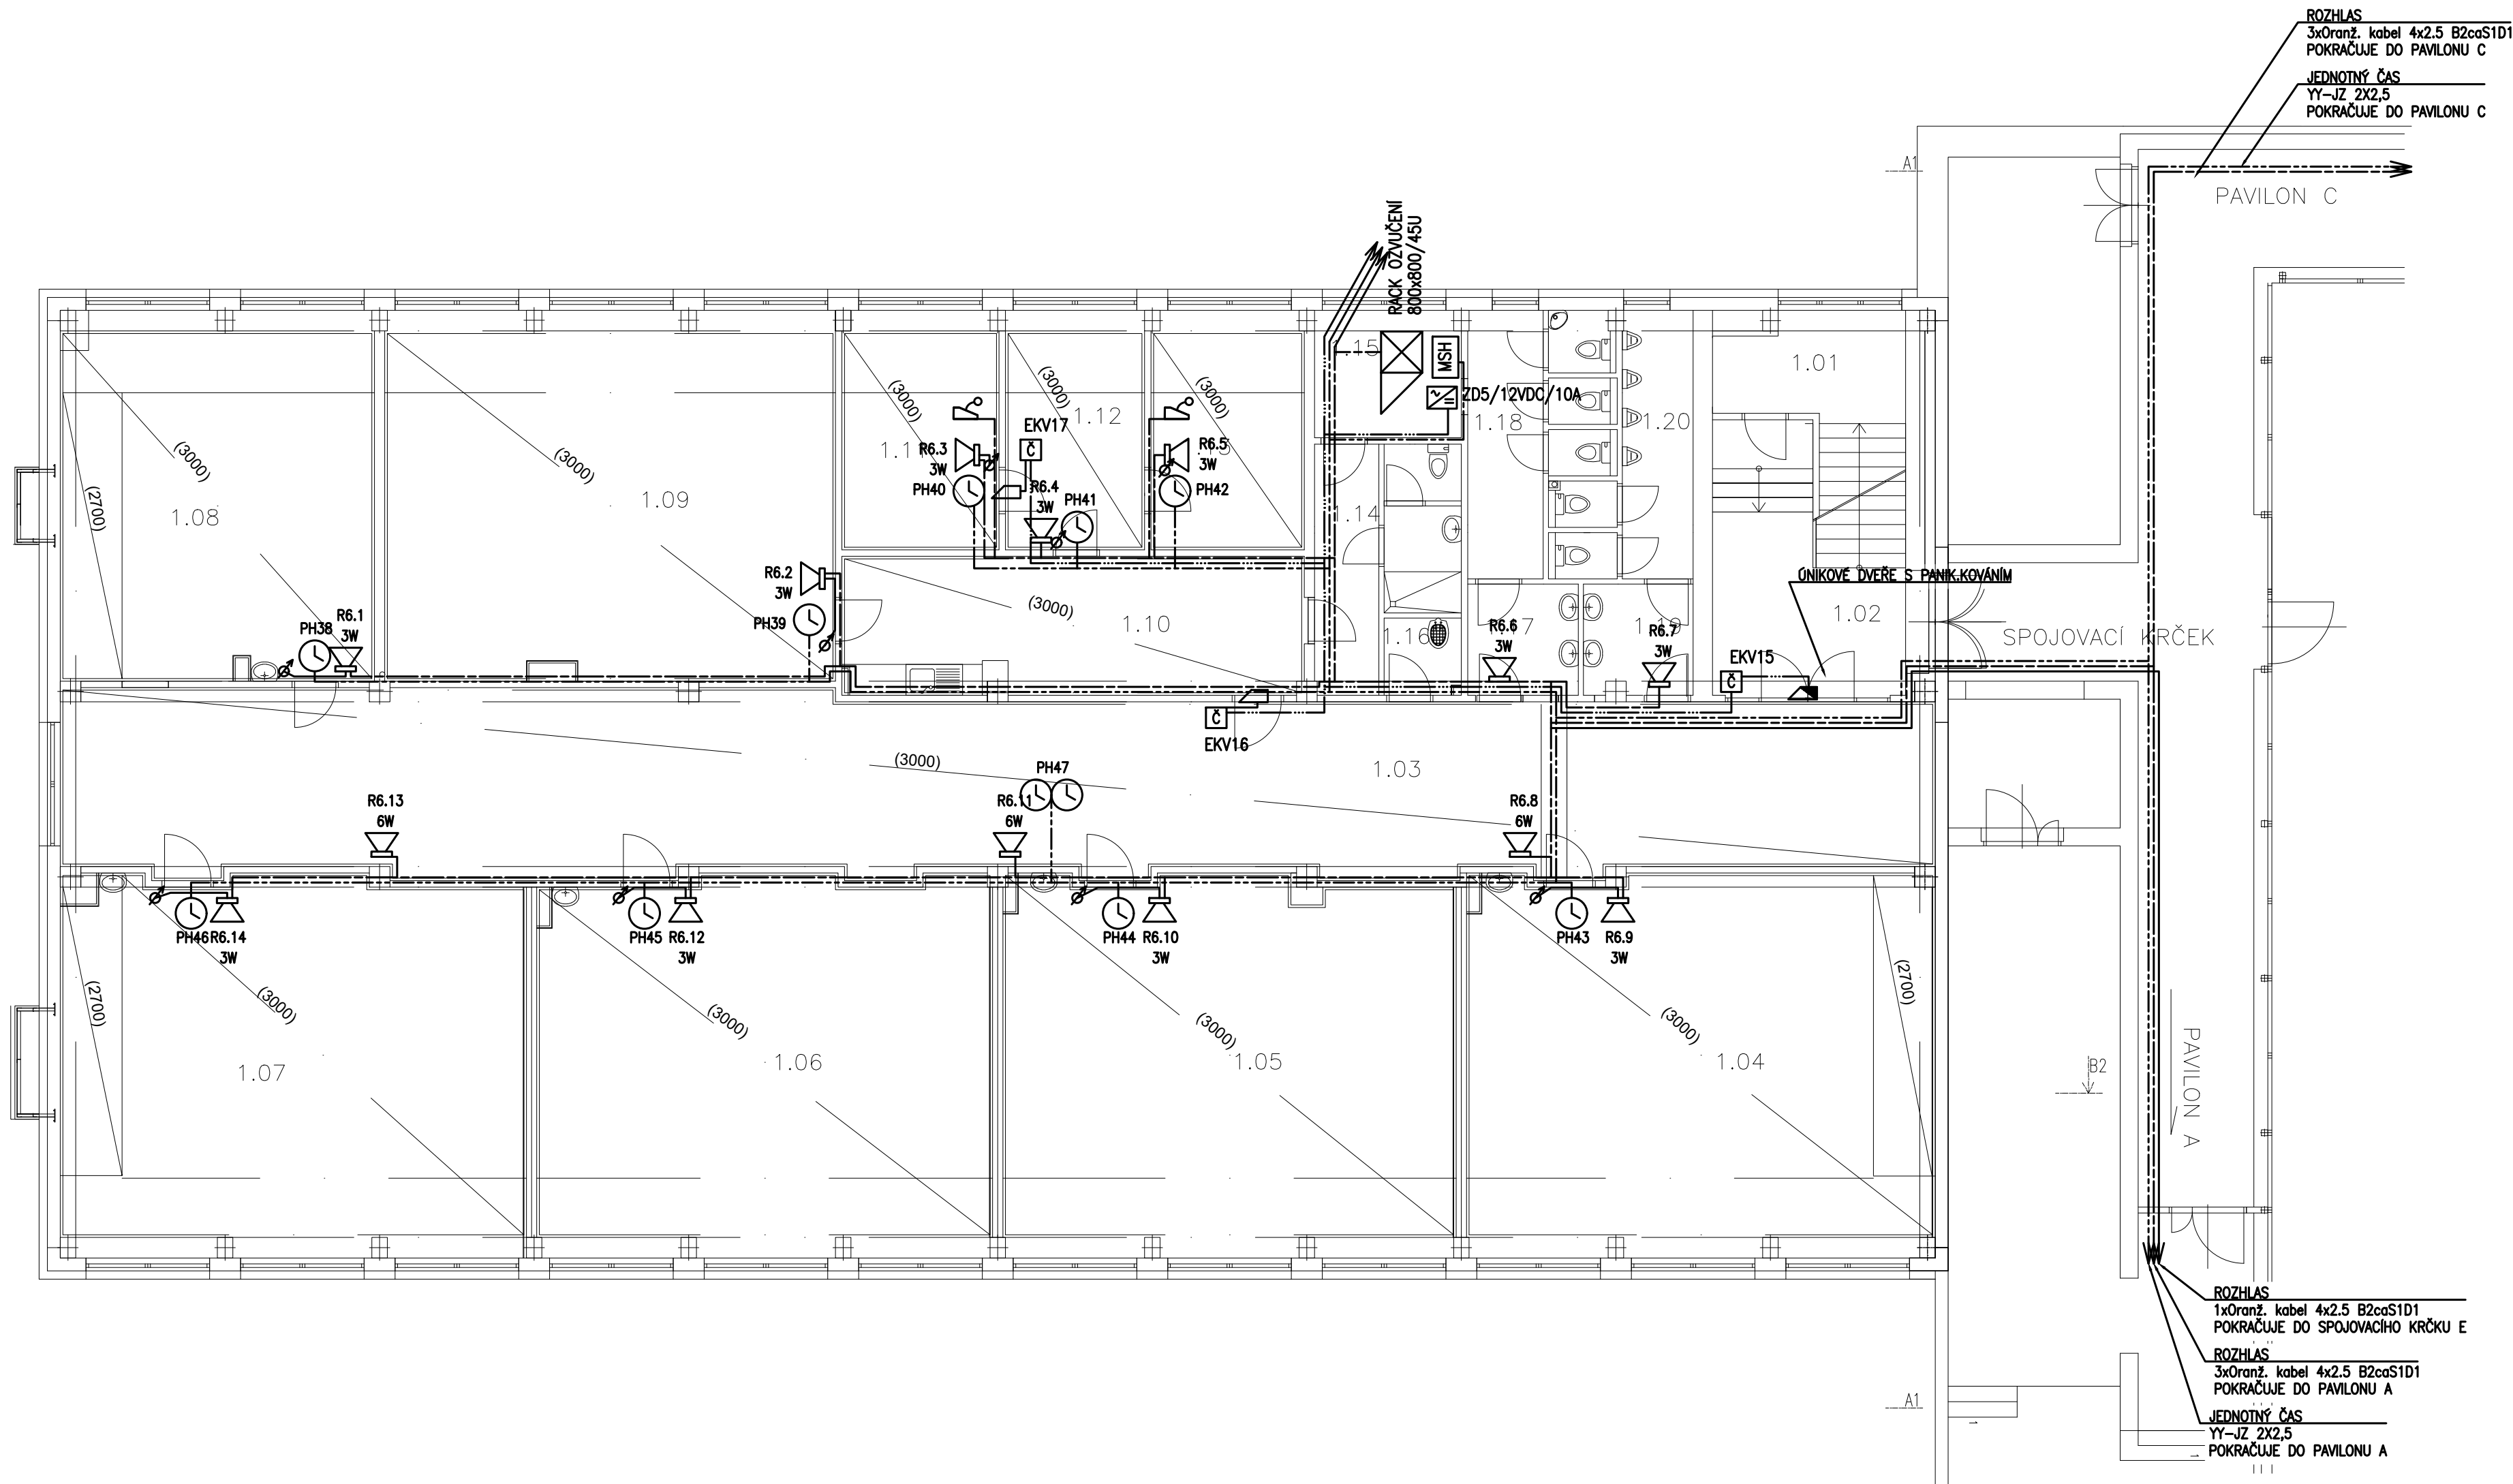 ROZHLAS
3xOranž. kabel 4x2.5 B2caS1D1
POKRAČUJE DO PAVILONU C
JEDNOTNÝ ČAS
YY-JZ 2X2,5
POKRAČUJE DO PAVILONU C
A1
PAVILON C
RACK OZVUČENÍ
800x800/45U
1.15
MSH
ZD5/12VDC/10A
1.01
1.18
1.20
(3000)
(3000)
(3000)
(3000)
(3000)
(2700)
1.08
1.09
1.12
EKV17
Č
R6.3
3W
PH40
R6.4
3W
PH41
R6.5
3W
PH42
1.14
R6.2
3W
PH39
ÚNIKOVÉ DVEŘE S PANIK.KOVÁNÍM
(3000)
1.10
1.16
1.02
SPOJOVACÍ KRČEK
R6.1
3W
PH38
R6.6
3W
R6.7
3W
EKV15
Č
Č
EKV16
(3000)
1.03
PH47
R6.13
6W
R6.11
6W
R6.8
6W
PH46
R6.14
3W
PH45
R6.12
3W
PH44
R6.10
3W
PH43
R6.9
3W
(2700)
(3000)
(3000)
(3000)
(3000)
(2700)
1.07
1.06
1.05
1.04
B2
PAVILON A
ROZHLAS
1xOranž. kabel 4x2.5 B2caS1D1
POKRAČUJE DO SPOJOVACÍHO KRČKU E
ROZHLAS
3xOranž. kabel 4x2.5 B2caS1D1
POKRAČUJE DO PAVILONU A
A1
JEDNOTNÝ ČAS
YY-JZ 2X2,5
POKRAČUJE DO PAVILONU A